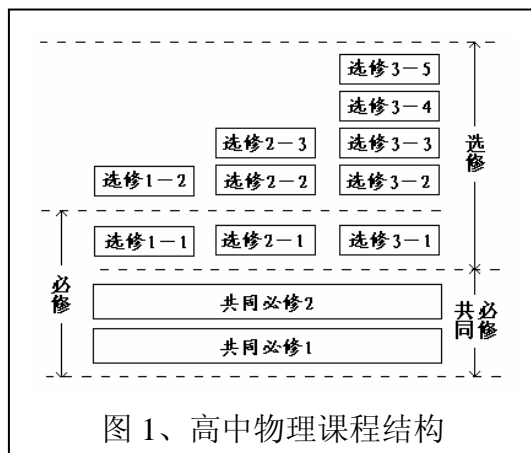 选修3－5
选修3－4
选修2－3 选修3－3
选修1－2 选修2－2 选修3－2
选修
选修1－1 选修2－1 选修3－1
必修
共同必修2
共同必修1
共同必修
图 1、高中物理课程结构